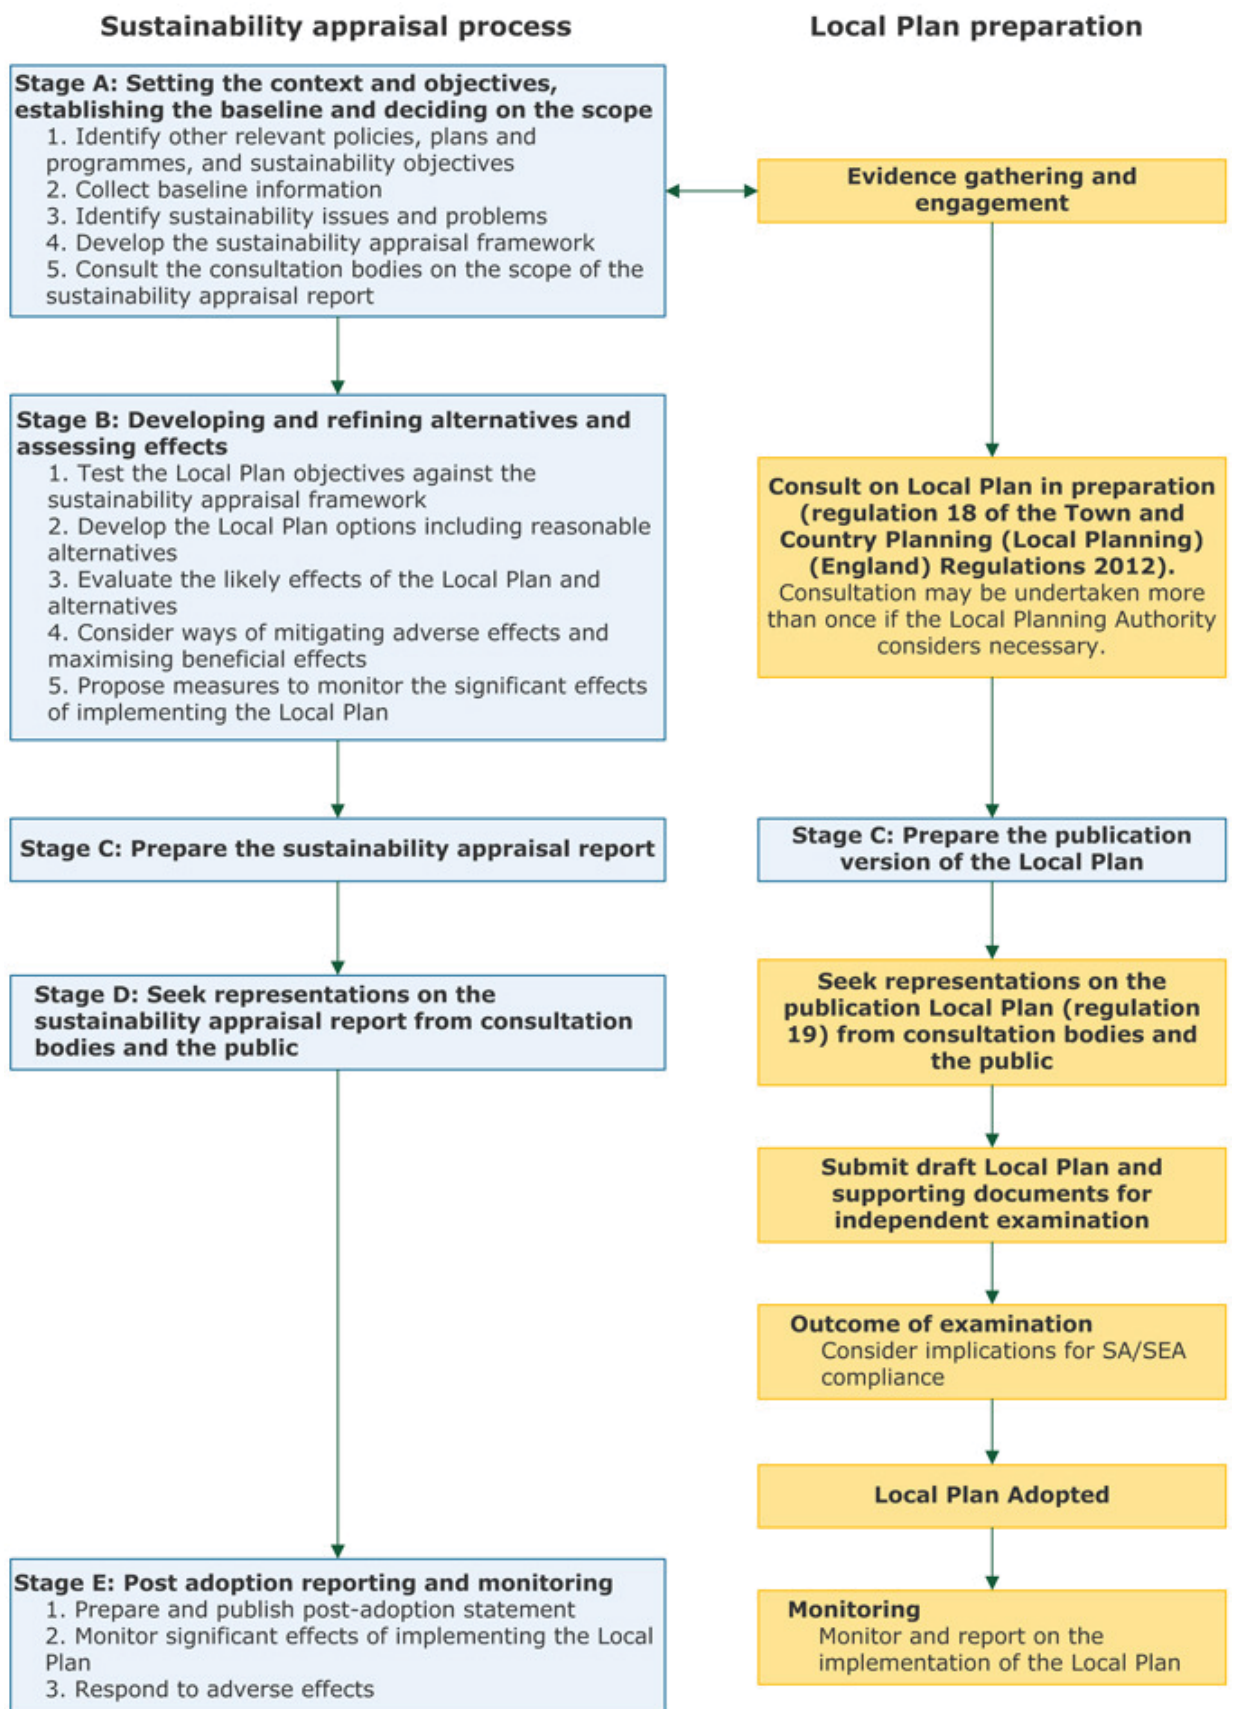 Sustainability appraisal process
Local Plan preparation
Stage A: Setting the context and objectives,
establishing the baseline and deciding on the scope
1. Identify other relevant policies, plans and
programmes, and sustainability objectives
2. Collect baseline information
3. Identify sustainability issues and problems
4. Develop the sustainability appraisal framework
5. Consult the consultation bodies on the scope of the
sustainability appraisal report
Evidence gathering and
engagement
Stage B: Developing and refining alternatives and
assessing effects
1. Test the Local Plan objectives against the
sustainability appraisal framework
2. Develop the Local Plan options including reasonable
alternatives
3. Evaluate the likely effects of the Local Plan and
alternatives
4. Consider ways of mitigating adverse effects and
maximising beneficial effects
5. Propose measures to monitor the significant effects
of implementing the Local Plan
Consult on Local Plan in preparation
(regulation 18 of the Town and
Country Planning (Local Planning)
(England) Regulations 2012).
Consultation may be undertaken more
than once if the Local Planning Authority
considers necessary.
Stage C: Prepare the sustainability appraisal report
Stage C: Prepare the publication
version of the Local Plan
Stage D: Seek representations on the
sustainability appraisal report from consultation
bodies and the public
Seek representations on the
publication Local Plan (regulation
19) from consultation bodies and
the public
Submit draft Local Plan and
supporting documents for
independent examination
Outcome of examination
Consider implications for SA/SEA
compliance
Local Plan Adopted
Stage E: Post adoption reporting and monitoring
1. Prepare and publish post-adoption statement
2. Monitor significant effects of implementing the Local
Plan
3. Respond to adverse effects
Monitoring
Monitor and report on the
implementation of the Local Plan